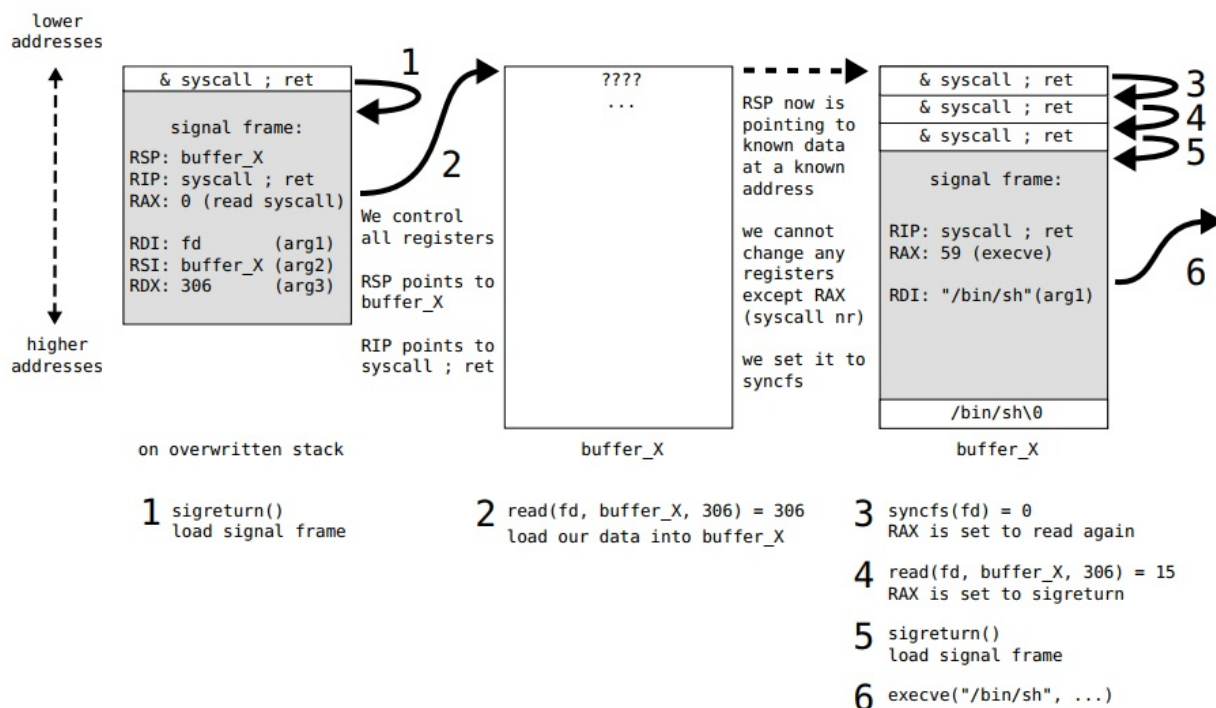 lower
addresses
higher
addresses
& syscall ; ret
signal frame:
RSP: buffer_X
RIP: syscall ; ret
RAX: 0 (read syscall)
RDI: fd (arg1)
RSI: buffer_X (arg2)
RDX: 306 (arg3)
on overwritten stack
1
2
We control
all registers
RSP points to
buffer_X
RIP points to
syscall ; ret
????
...
buffer_X
RSP now is
pointing to
known data
at a known
address
we cannot
change any
registers
except RAX
(syscall nr)
we set it to
syncfs
& syscall ; ret
& syscall ; ret
& syscall ; ret
signal frame:
RIP: syscall ; ret
RAX: 59 (execve)
RDI: "/bin/sh"(arg1)
/bin/sh\0
buffer_X
3
4
5
6
1 sigreturn()
load signal frame
2 read(fd, buffer_X, 306) = 306
load our data into buffer_X
3 syncfs(fd) = 0
RAX is set to read again
4 read(fd, buffer_X, 306) = 15
RAX is set to sigreturn
5 sigreturn()
load signal frame
6 execve("/bin/sh", ...)